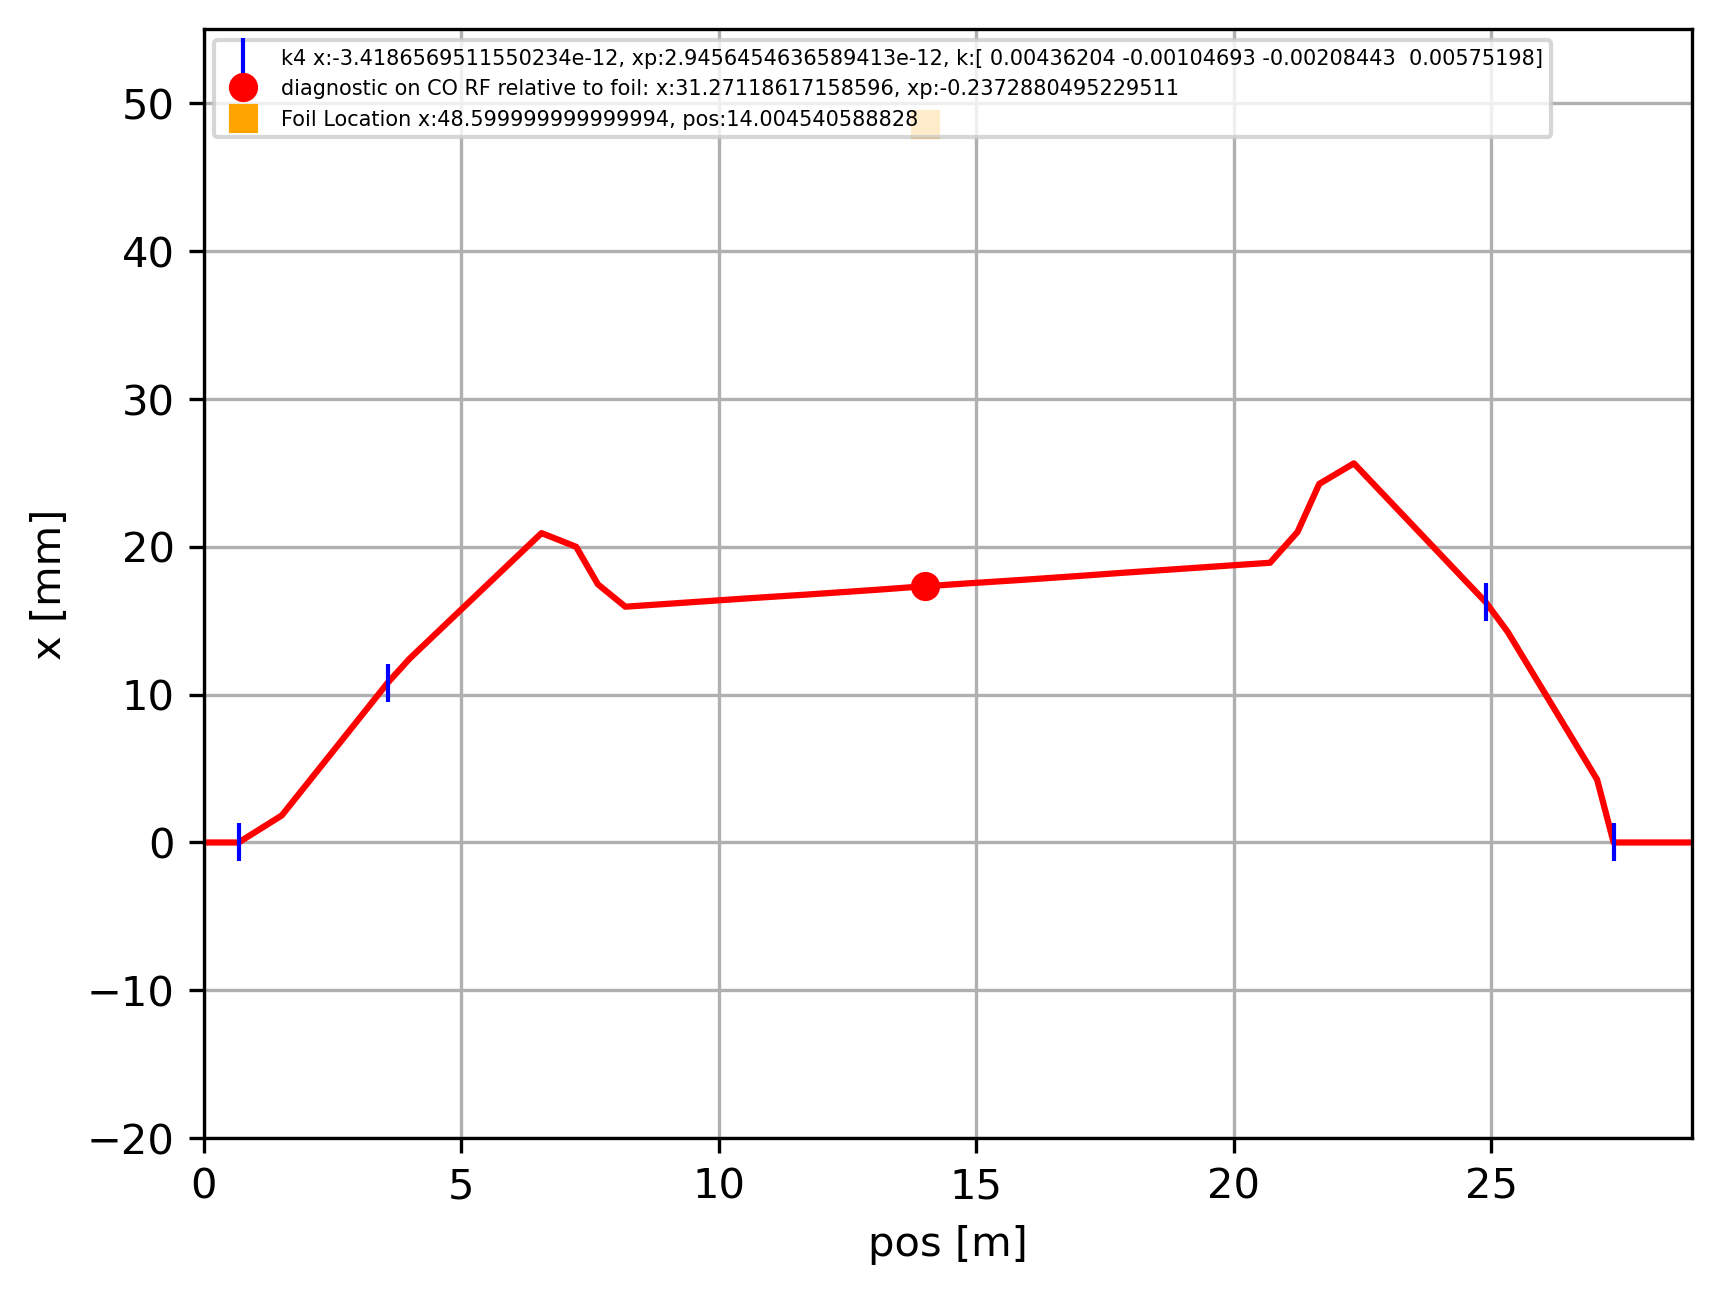 k4 x:-3.4186569511550234e-12, xp:2.9456454636589413e-12, k:[ 0.00436204 -0.00104693 -0.00208443  0.00575198]
diagnostic on CO RF relative to foil: x:31.27118617158596, xp:-0.2372880495229511
Foil Location x:48.599999999999994, pos:14.004540588828
50
40
30
20
10
0
−10
−20
x [mm]
0 5 10 15 20 25
pos [m]